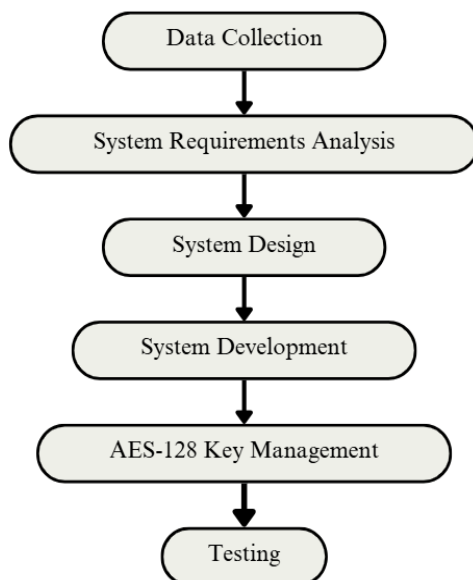 Data Collection
System Requirements Analysis
System Design
System Development
AES-128 Key Management
Testing